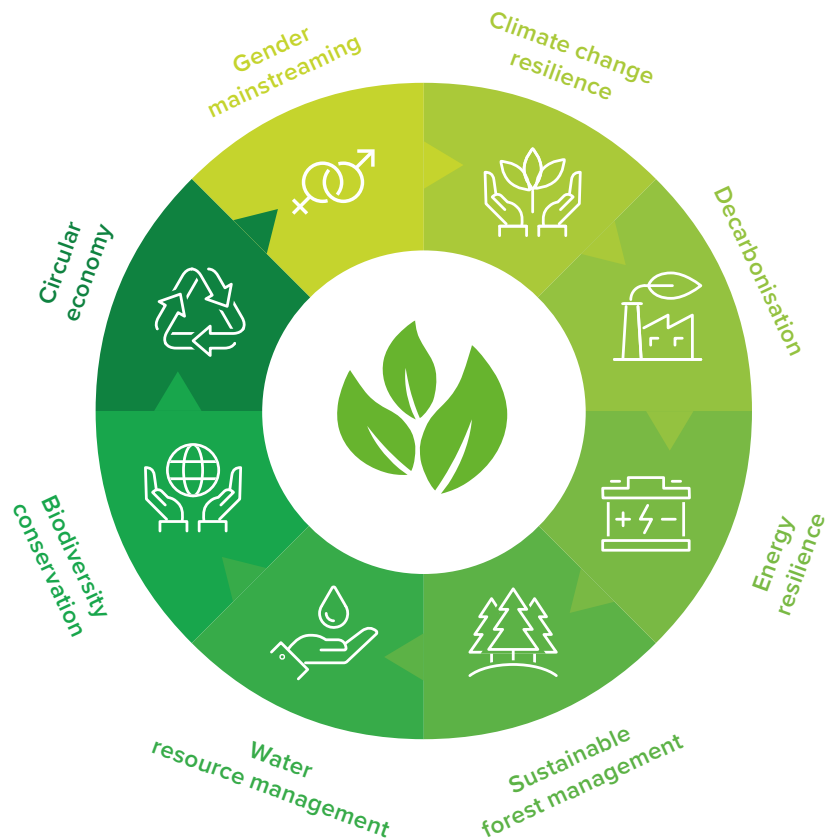 Gender
mainstreaming
Climate change
resilience
Decarbonisation
Energy
resilience
Sustainable
forest management
Water
resource management
Biodiversity
conservation
Circular
economy